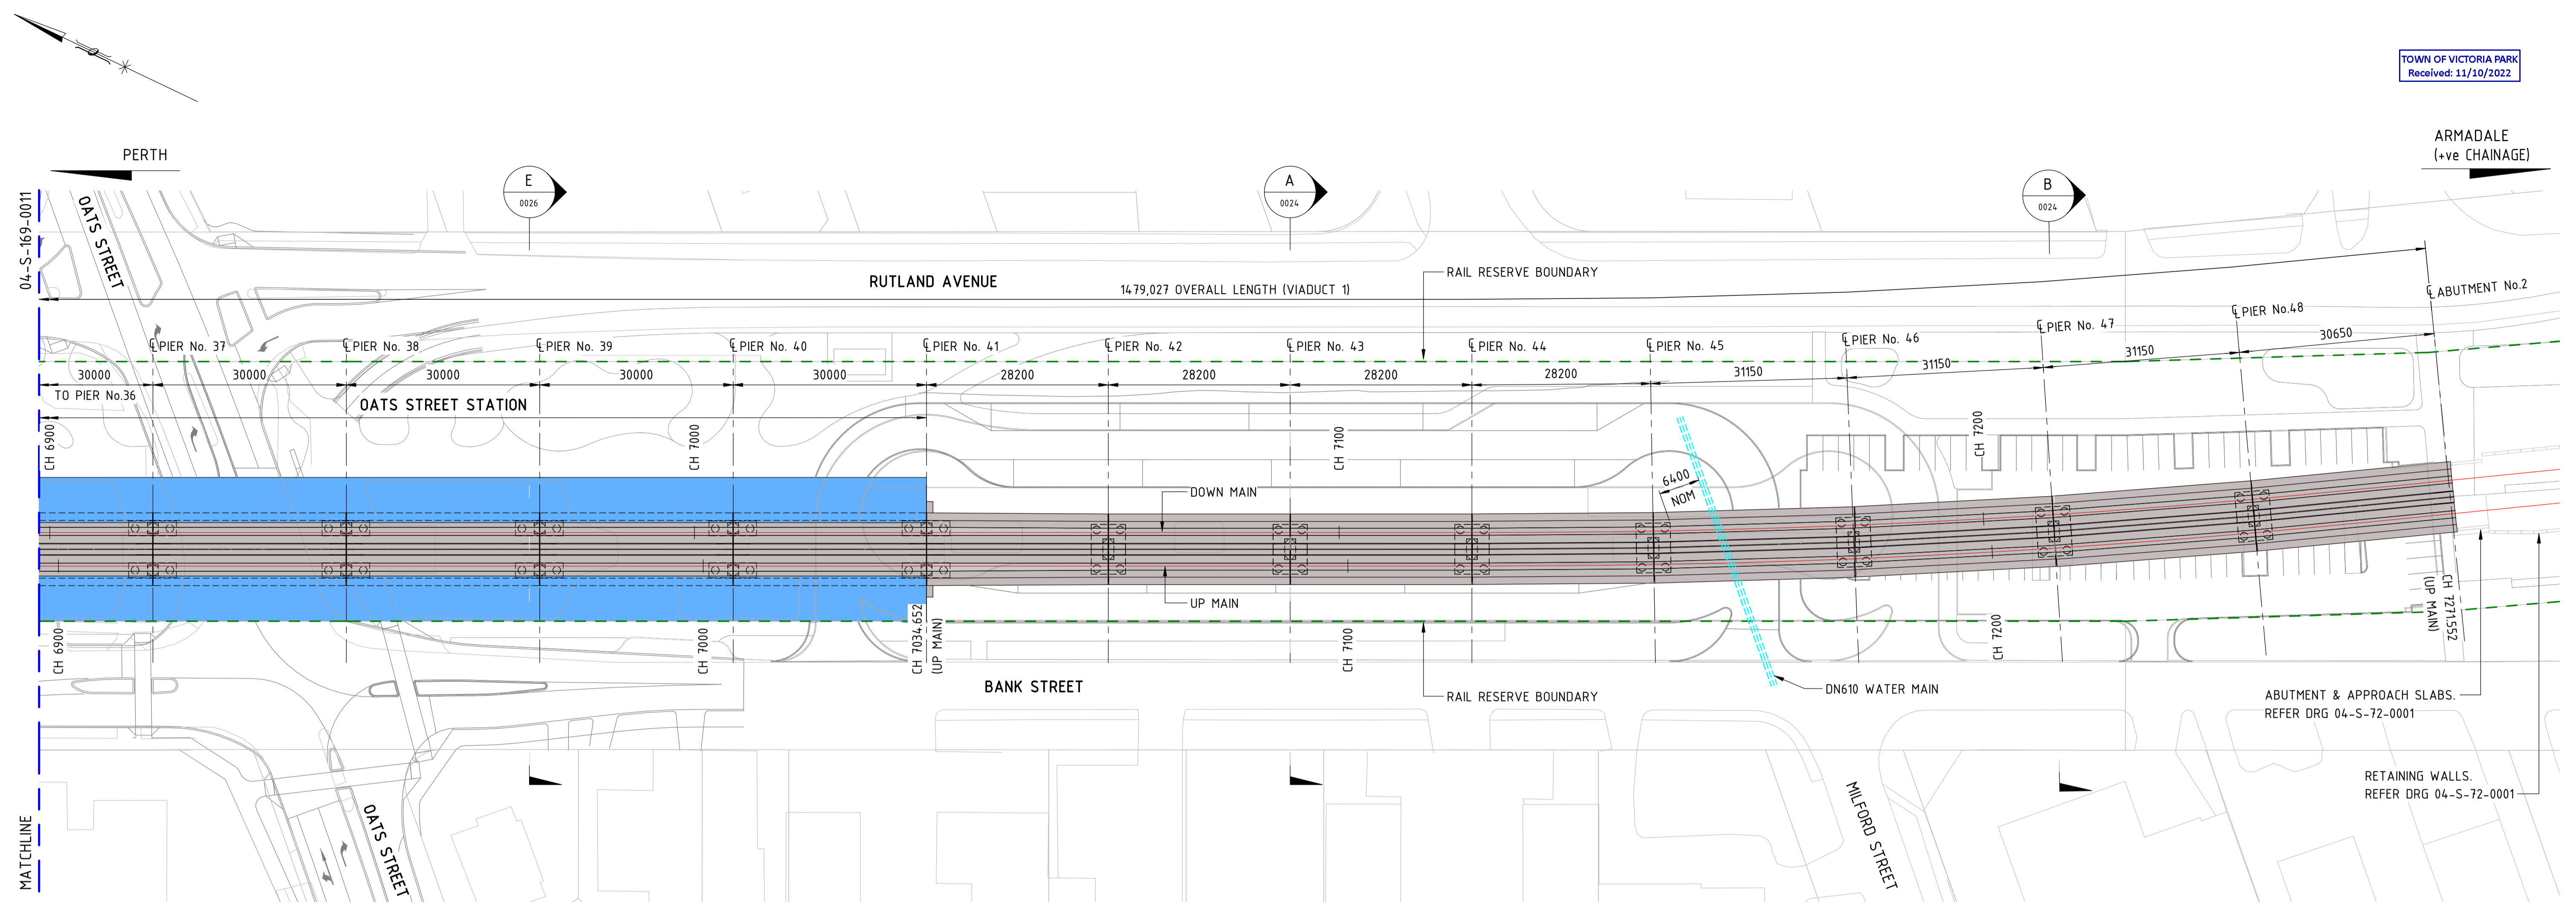 TOWN OF VICTORIA PARK
Received: 11/10/2022
PERTH
ARMADALE
(+ve CHAINAGE)
04-S-169-0011
OATS STREET
E
0026
A
0024
B
0024
RUTLAND AVENUE
RAIL RESERVE BOUNDARY
1479,027 OVERALL LENGTH (VIADUCT 1)
℄ ABUTMENT No.2
℄ PIER No. 37
℄ PIER No. 38
℄ PIER No. 39
℄ PIER No. 40
℄ PIER No. 41
℄ PIER No. 42
℄ PIER No. 43
℄ PIER No. 44
℄ PIER No. 45
℄ PIER No. 46
℄ PIER No. 47
℄ PIER No.48
30000
30000
30000
30000
30000
28200
28200
28200
28200
31150
31150
31150
30650
TO PIER No.36
OATS STREET STATION
CH 6900
CH 7000
CH 7100
CH 7200
6400
NOM
DOWN MAIN
UP MAIN
CH 6900
CH 7000
CH 7034.652
(UP MAIN)
CH 7100
CH 7200
CH 7271.552
(UP MAIN)
BANK STREET
RAIL RESERVE BOUNDARY
DN610 WATER MAIN
ABUTMENT & APPROACH SLABS.
REFER DRG 04-S-72-0001
RETAINING WALLS.
REFER DRG 04-S-72-0001
MATCHLINE
OATS STREET
MILFORD STREET